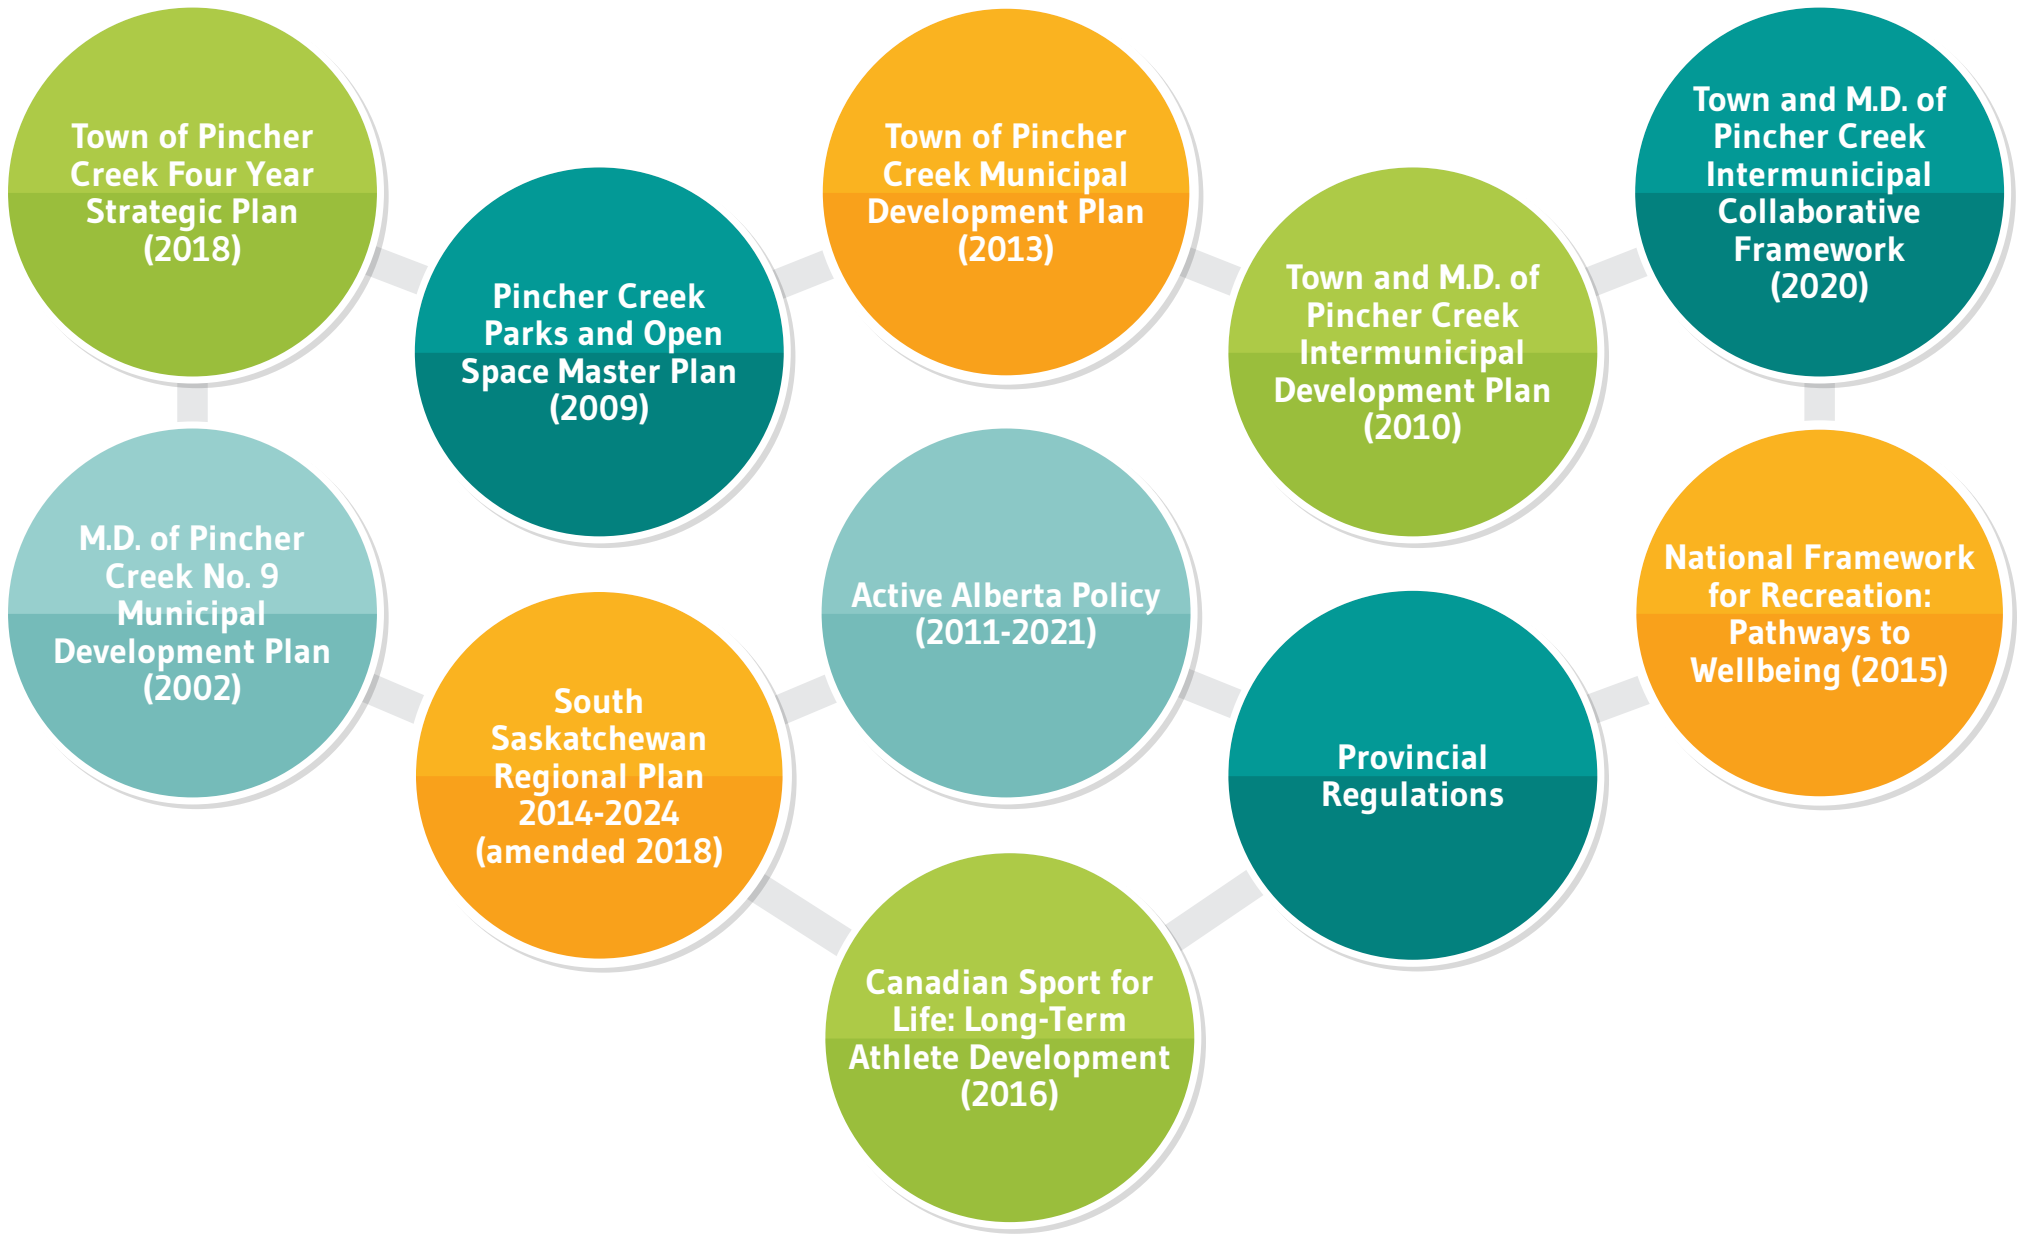 Town of Pincher
Creek Four Year
Strategic Plan
(2018)
Pincher Creek
Parks and Open
Space Master Plan
(2009)
Town of Pincher
Creek Municipal
Development Plan
(2013)
Town and M.D. of
Pincher Creek
Intermunicipal
Development Plan
(2010)
Town and M.D. of
Pincher Creek
Intermunicipal
Collaborative
Framework
(2020)
M.D. of Pincher
Creek No. 9
Municipal
Development Plan
(2002)
South
Saskatchewan
Regional Plan
2014-2024
(amended 2018)
Active Alberta Policy
(2011-2021)
Provincial
Regulations
National Framework
for Recreation:
Pathways to
Wellbeing (2015)
Canadian Sport for
Life: Long-Term
Athlete Development
(2016)